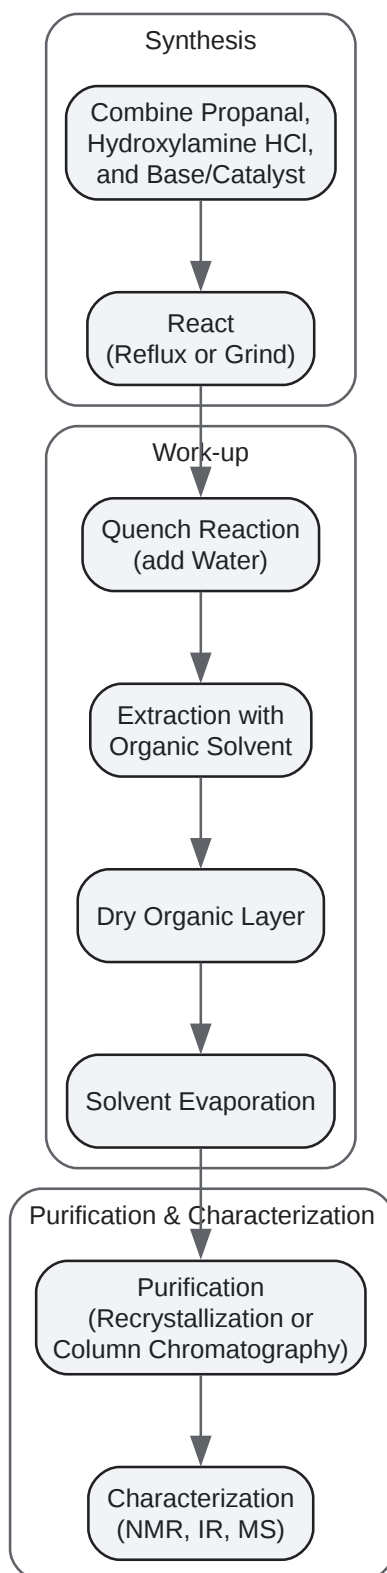 Synthesis
Combine Propanal,
Hydroxylamine HCl,
and Base/Catalyst
React
(Reflux or Grind)
Work-up
Quench Reaction
(add Water)
Extraction with
Organic Solvent
Dry Organic Layer
Solvent Evaporation
Purification & Characterization
Purification
(Recrystallization or
Column Chromatography)
Characterization
(NMR, IR, MS)